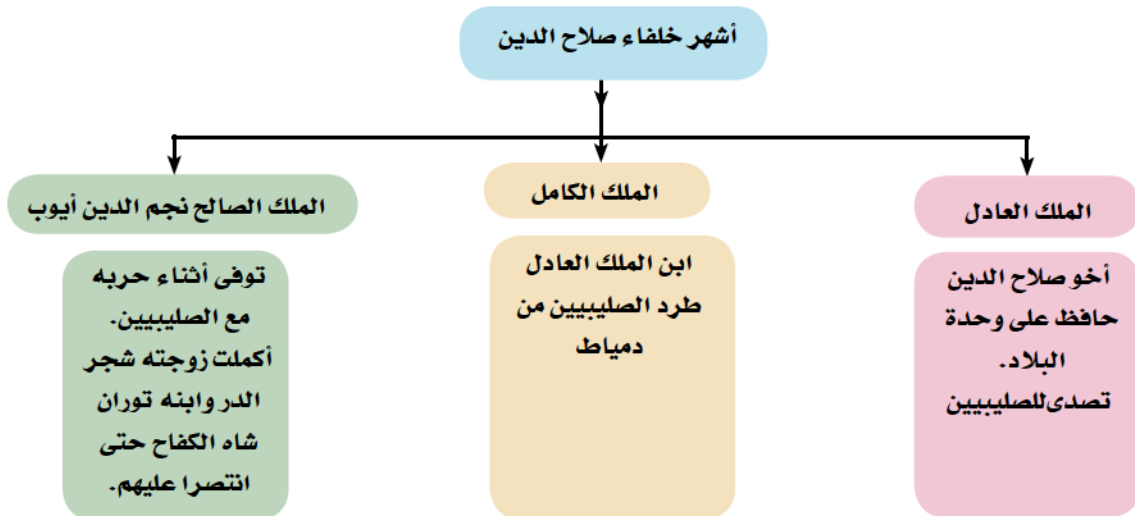 أشهر خلفاء صلاح الدين
الملك العادل
أخو صلاح الدين
حافظ على وحدة
البلاد.
تصدى للصليبيين
الملك الكامل
ابن الملك العادل
طرد الصليبيين من
دمياط
الملك الصالح نجم الدين أيوب
توفى أثناء حربه
مع الصليبيين.
أكملت زوجته شجر
الدر وابنه توران
شاه الكفاح حتى
انتصرا عليهم.